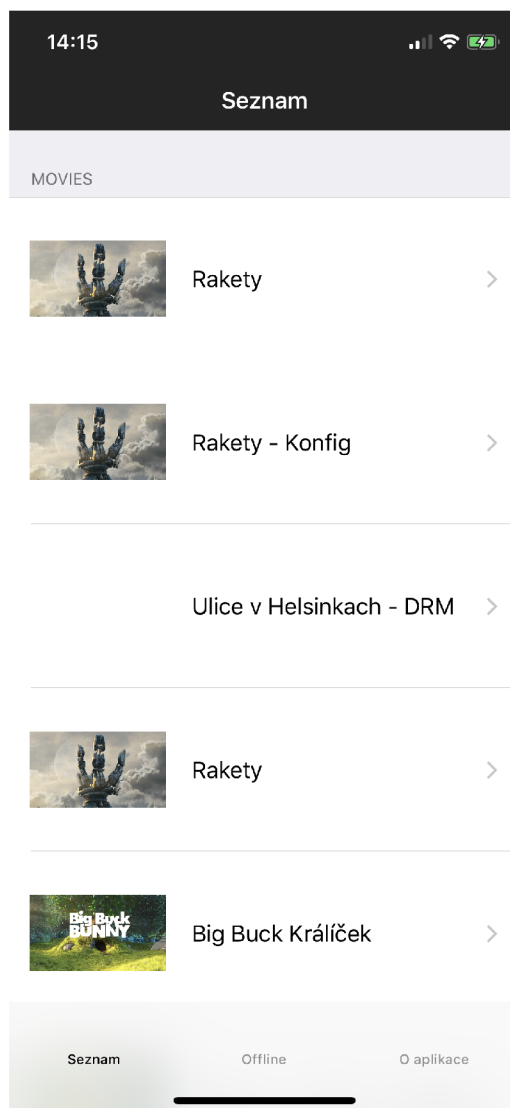 14:15
Seznam
MOVIES
Rakety
Rakety - Konfig
Ulice v Helsinkach - DRM
Rakety
Big Buck
BUNNY
Big Buck Králíček
Seznam
Offline
O aplikace